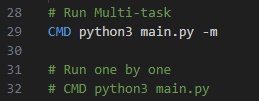 28 # Run Multi-task
29 CMD python3 main.py -m
30
31 # Run one by one
32 # CMD python3 main.py